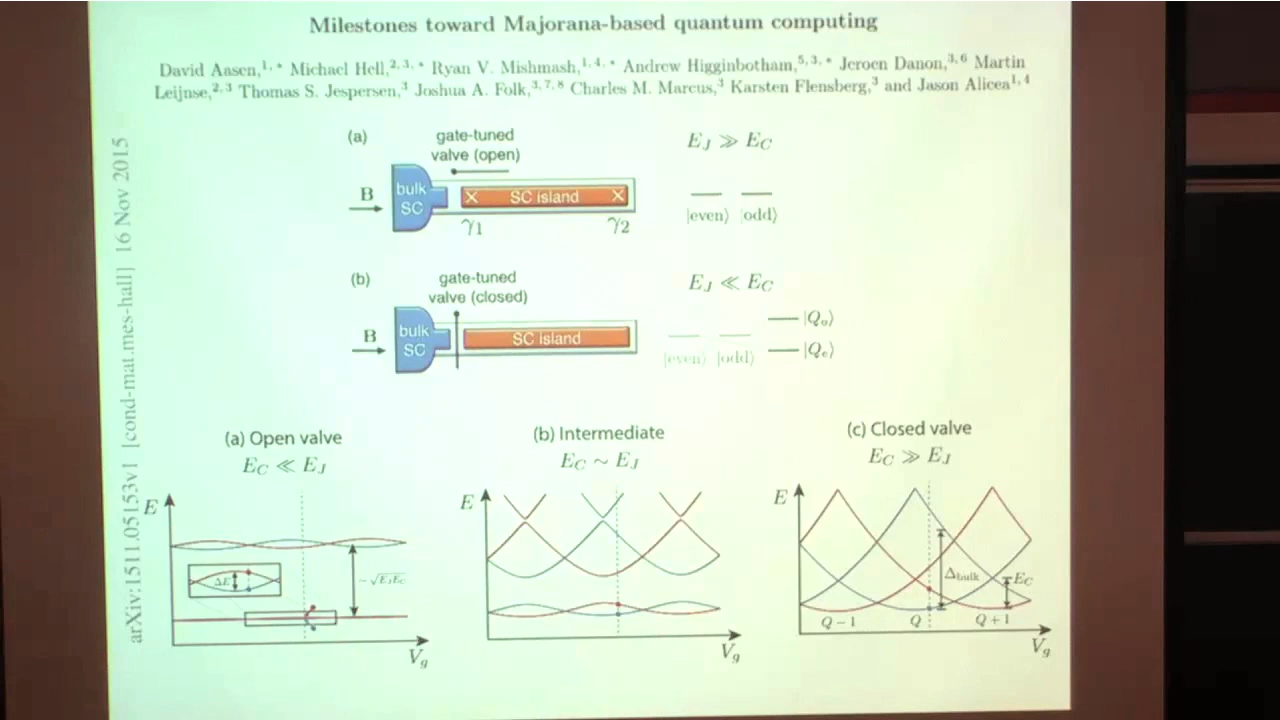 Milestones toward Majorana-based quantum computing
David Aasen,1, * Michael Hell,2, 3, * Ryan V. Mishmash,1, 4, * Andrew Higginbotham,5, 3, * Jeroen Danon,3, 6 Martin
Leijnse,2, 3 Thomas S. Jespersen,3 Joshua A. Folk,3, 7, 8 Charles M. Marcus,3 Karsten Flensberg,3 and Jason Alicea1, 4
arXiv:1511.05153v1 [cond-mat.mes-hall] 16 Nov 2015
(a)
gate-tuned
valve (open)
E_J ≫ E_C
B
bulk
SC
SC island
γ1
γ2
|even⟩ |odd⟩
(b)
gate-tuned
valve (closed)
E_J ≪ E_C
B
bulk
SC
SC island
|even⟩ |odd⟩
|Q_o⟩
|Q_e⟩
(a) Open valve
E_C ≪ E_J
E
ΔE
~√E_JE_C
V_g
(b) Intermediate
E_C ~ E_J
E
V_g
(c) Closed valve
E_C ≫ E_J
E
Δ_bulk
E_C
Q − 1
Q
Q + 1
V_g